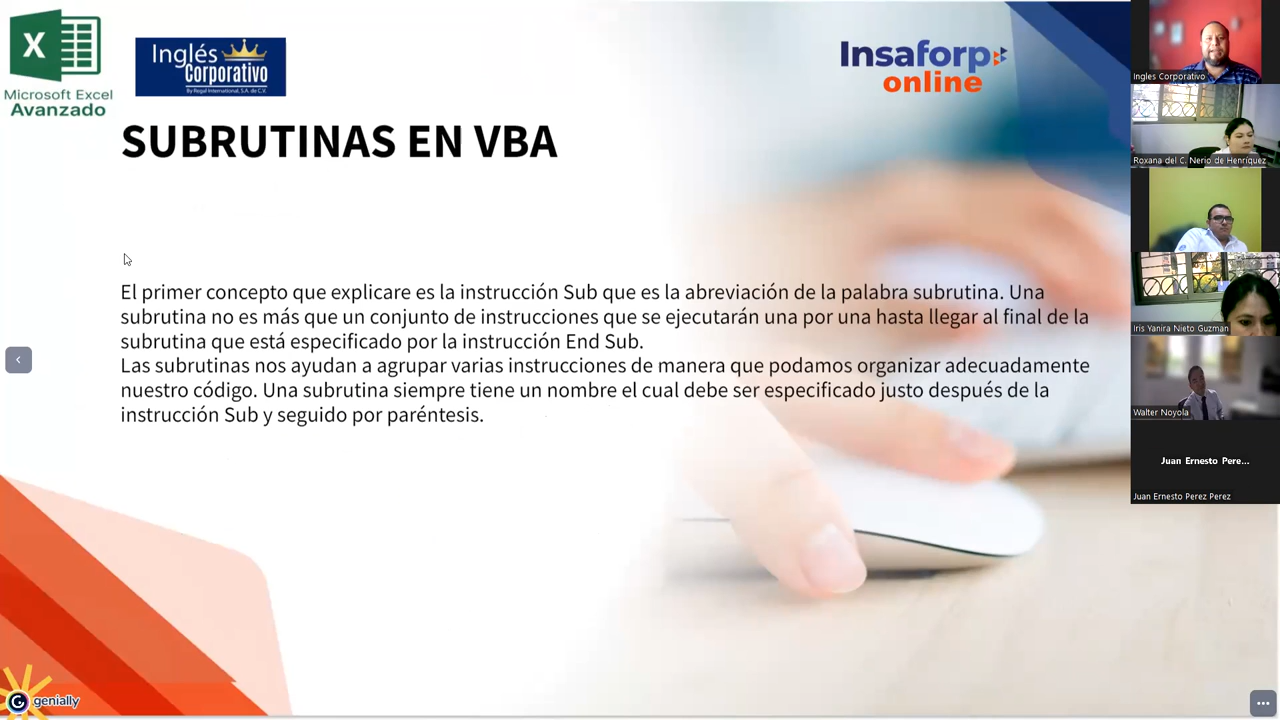 Microsoft Excel
Avanzado
Inglés
Corporativo
By Regal International, S.A. de C.V.
Insaforp
online
SUBRUTINAS EN VBA
El primer concepto que explicare es la instrucción Sub que es la abreviación de la palabra subrutina. Una
subrutina no es más que un conjunto de instrucciones que se ejecutarán una por una hasta llegar al final de la
subrutina que está especificado por la instrucción End Sub.
Las subrutinas nos ayudan a agrupar varias instrucciones de manera que podamos organizar adecuadamente
nuestro código. Una subrutina siempre tiene un nombre el cual debe ser especificado justo después de la
instrucción Sub y seguido por paréntesis.
genially
Ingles Corporativo
Roxana del C. Nerio de Henríquez
Iris Yanira Nieto Guzman
Walter Noyola
Juan Ernesto Pere...
Juan Ernesto Perez Perez